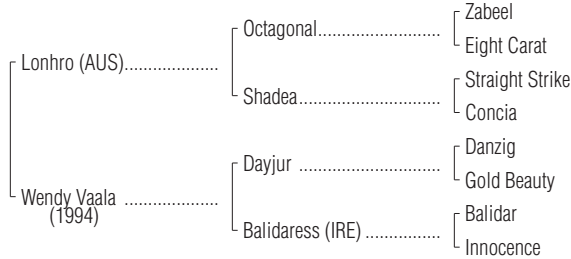 Zabeel
Octagonal....................................
Eight Carat
Lonhro (AUS)......................
Straight Strike
Shadea..........................................
Concia
Danzig
Dayjur ..........................................
Gold Beauty
Wendy Vaala ......................
(1994)
Balidar
Balidaress (IRE) ......................
Innocence